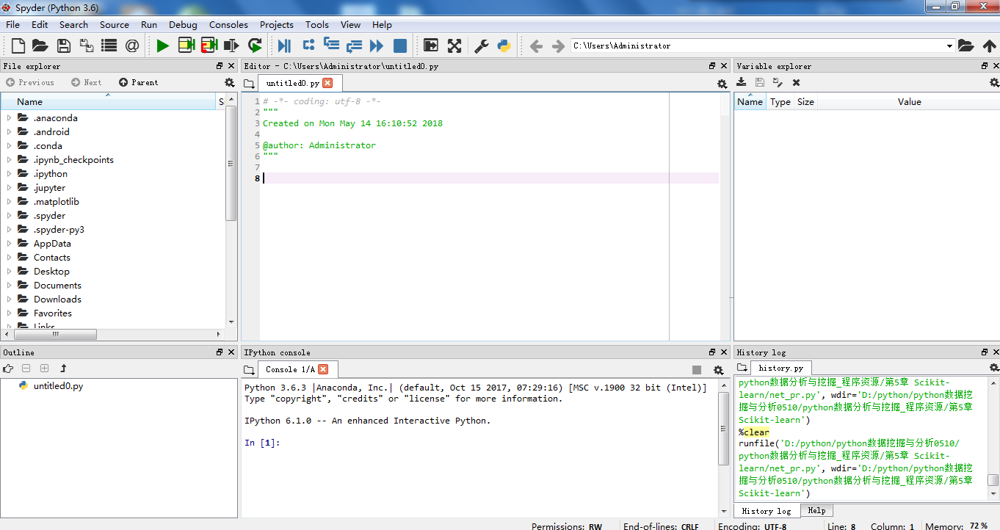 Spyder (Python 3.6)
File Edit Search Source Run Debug Consoles Projects Tools View Help
C:\Users\Administrator
File explorer
Previous Next Parent
Name S
.anaconda
.android
.conda
.ipynb_checkpoints
.ipython
.jupyter
.matplotlib
.spyder
.spyder-py3
AppData
Contacts
Desktop
Documents
Downloads
Favorites
Links
Editor - C:\Users\Administrator\untitled0.py
untitled0.py
1 # -*- coding: utf-8 -*-
2 """
3 Created on Mon May 14 16:10:52 2018
4
5 @author: Administrator
6 """
7
8
Variable explorer
Name Type Size Value
Outline
untitled0.py
IPython console
Console 1/A
Python 3.6.3 |Anaconda, Inc.| (default, Oct 15 2017, 07:29:16) [MSC v.1900 32 bit (Intel)]
Type "copyright", "credits" or "license" for more information.
IPython 6.1.0 -- An enhanced Interactive Python.
In [1]:
History log
history.py
python数据分析与挖掘_程序资源/第5章 Scikit-
learn/net_pr.py', wdir='D:/python/python数据挖
掘与分析0510/python数据分析与挖掘_程序资源/第5章
Scikit-learn')
%clear
runfile('D:/python/python数据挖掘与分析0510/
python数据分析与挖掘_程序资源/第5章 Scikit-
learn/net_pr.py', wdir='D:/python/python数据挖
掘与分析0510/python数据分析与挖掘_程序资源/第5章
Scikit-learn')
History log Help
Permissions: RW End-of-lines: CRLF Encoding: UTF-8 Line: 8 Column: 1 Memory: 72 %